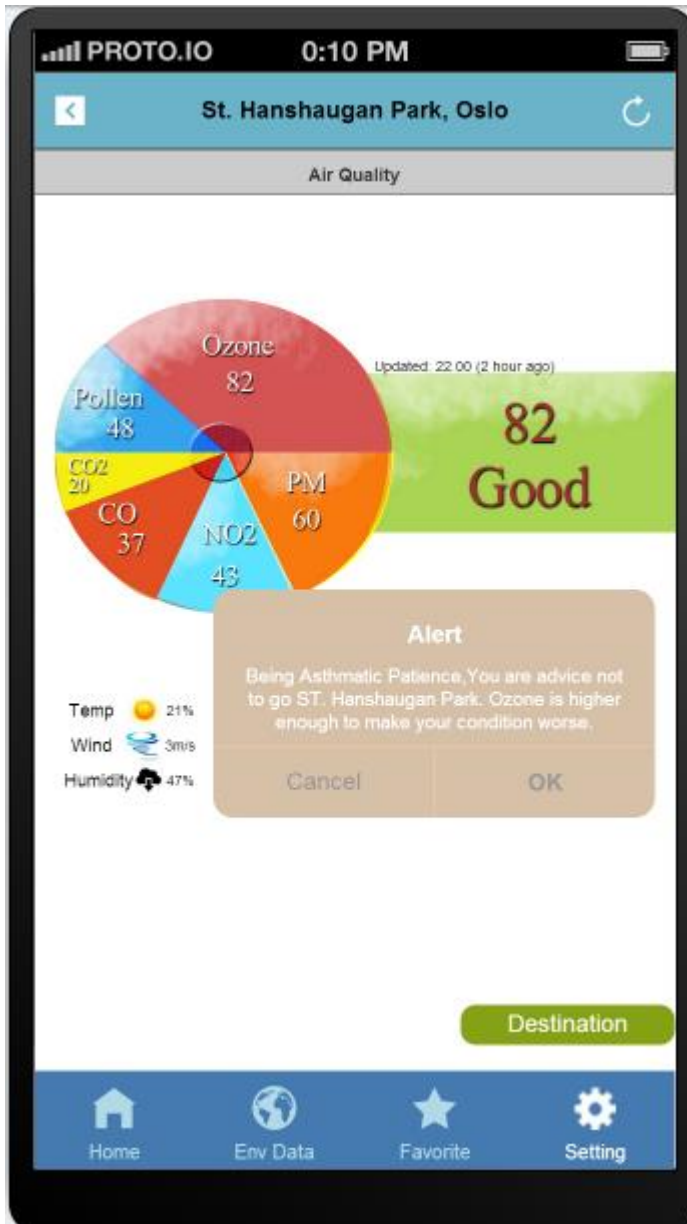 PROTO.IO 0:10 PM
St. Hanshaugan Park, Oslo
Air Quality
Ozone
82
Updated: 22 00 (2 hour ago)
Pollen
48
82
Good
CO2
20
PM
60
CO
37
NO2
43
Alert
Being Asthmatic Patience,You are advice not
to go ST. Hanshaugan Park. Ozone is higher
enough to make your condition worse.
Cancel OK
Temp 21%
Wind 3m/s
Humidity 47%
Destination
Home Env Data Favorite Setting